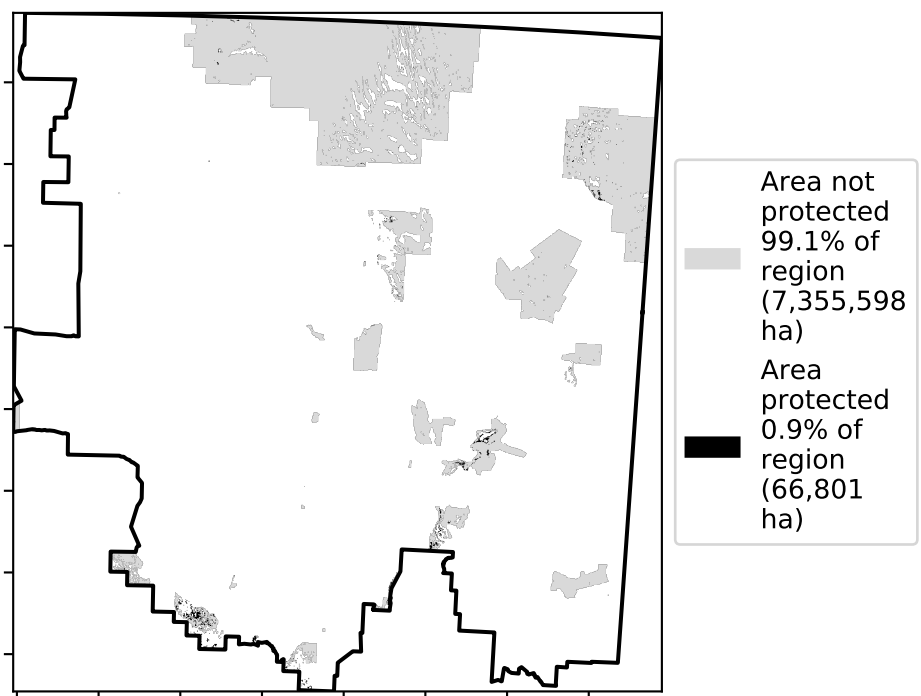 Area not
protected
99.1% of
region
(7,355,598
ha)
Area
protected
0.9% of
region
(66,801
ha)